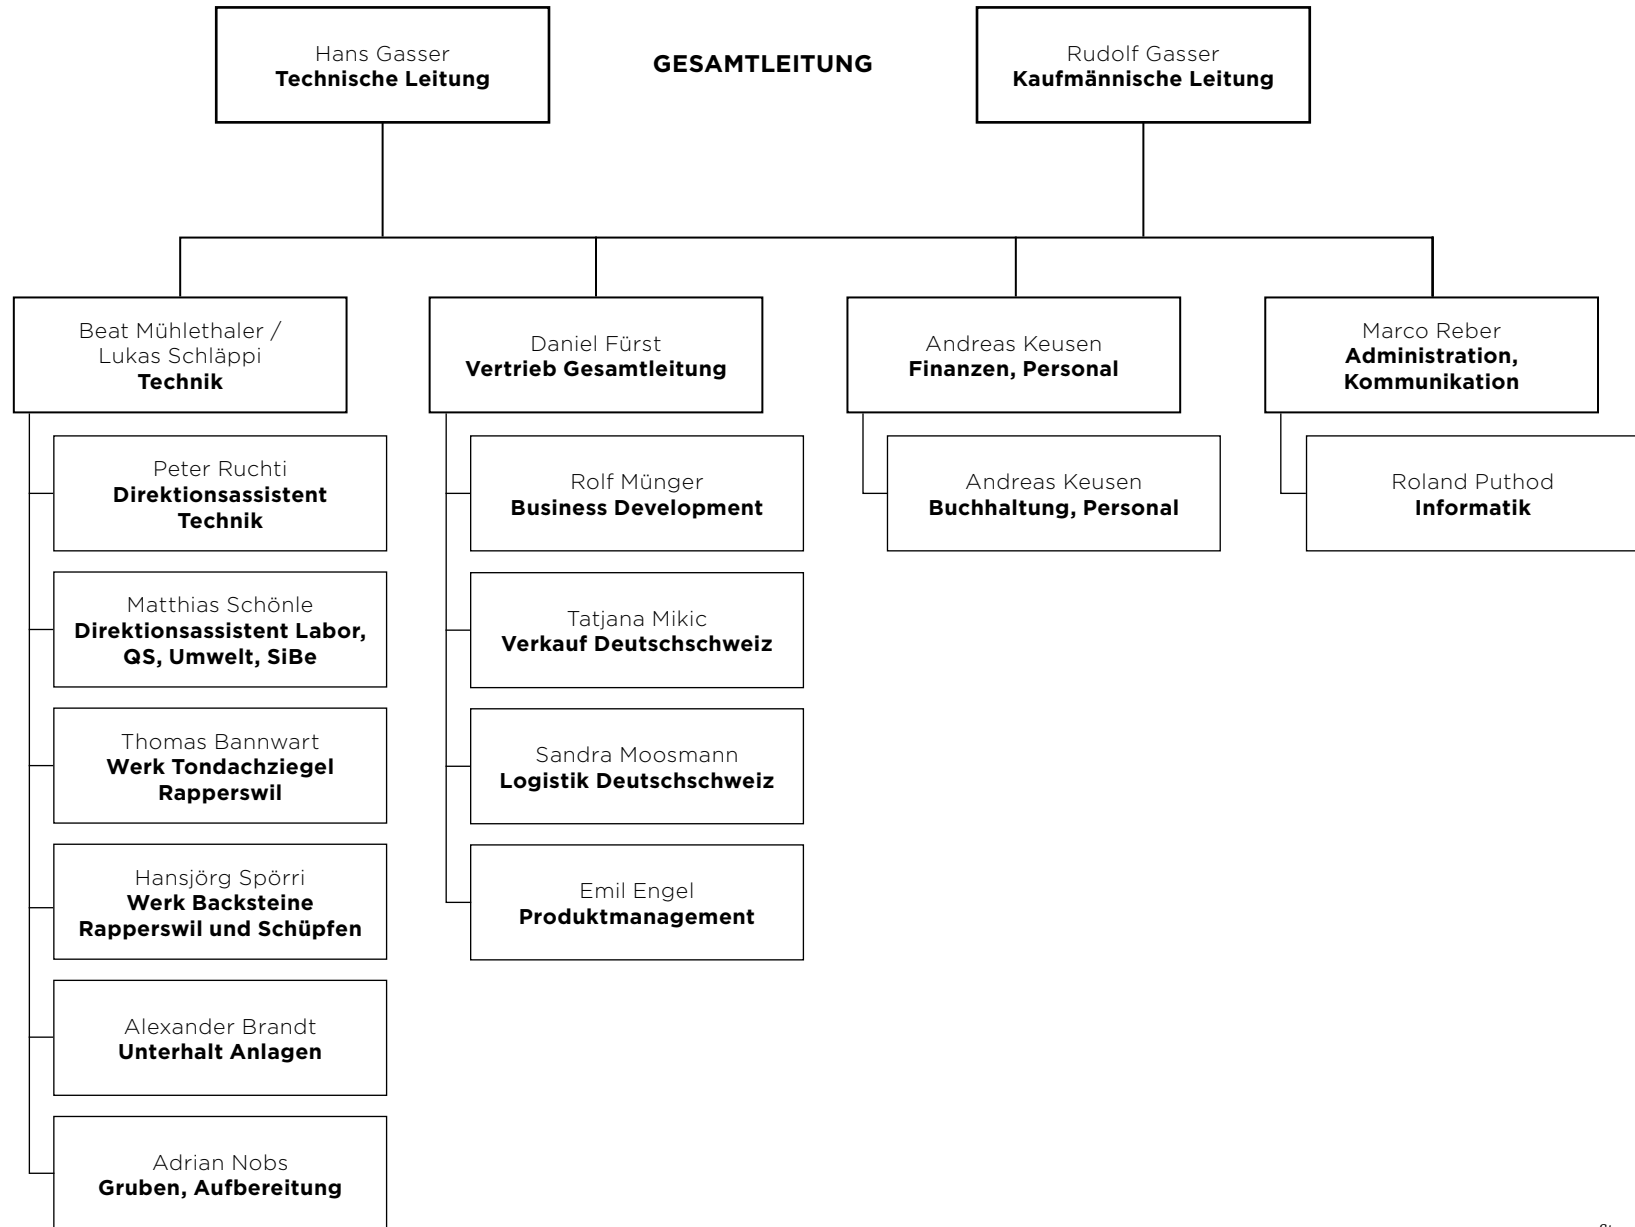 Hans Gasser
Technische Leitung
GESAMTLEITUNG
Rudolf Gasser
Kaufmännische Leitung
Beat Mühlethaler /
Lukas Schläppi
Technik
Daniel Fürst
Vertrieb Gesamtleitung
Andreas Keusen
Finanzen, Personal
Marco Reber
Administration,
Kommunikation
Peter Ruchti
Direktionsassistent
Technik
Matthias Schönle
Direktionsassistent Labor,
QS, Umwelt, SiBe
Thomas Bannwart
Werk Tondachziegel
Rapperswil
Hansjörg Spörri
Werk Backsteine
Rapperswil und Schüpfen
Alexander Brandt
Unterhalt Anlagen
Adrian Nobs
Gruben, Aufbereitung
Rolf Münger
Business Development
Tatjana Mikic
Verkauf Deutschschweiz
Sandra Moosmann
Logistik Deutschschweiz
Emil Engel
Produktmanagement
Andreas Keusen
Buchhaltung, Personal
Roland Puthod
Informatik